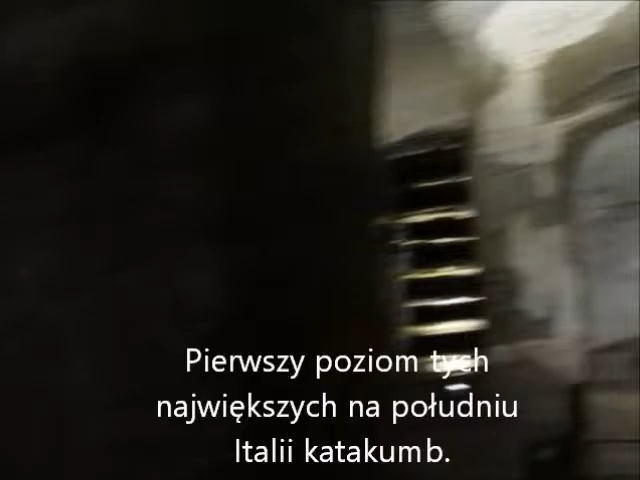 Pierwszy poziom tych
największych na południu
Italii katakumb.